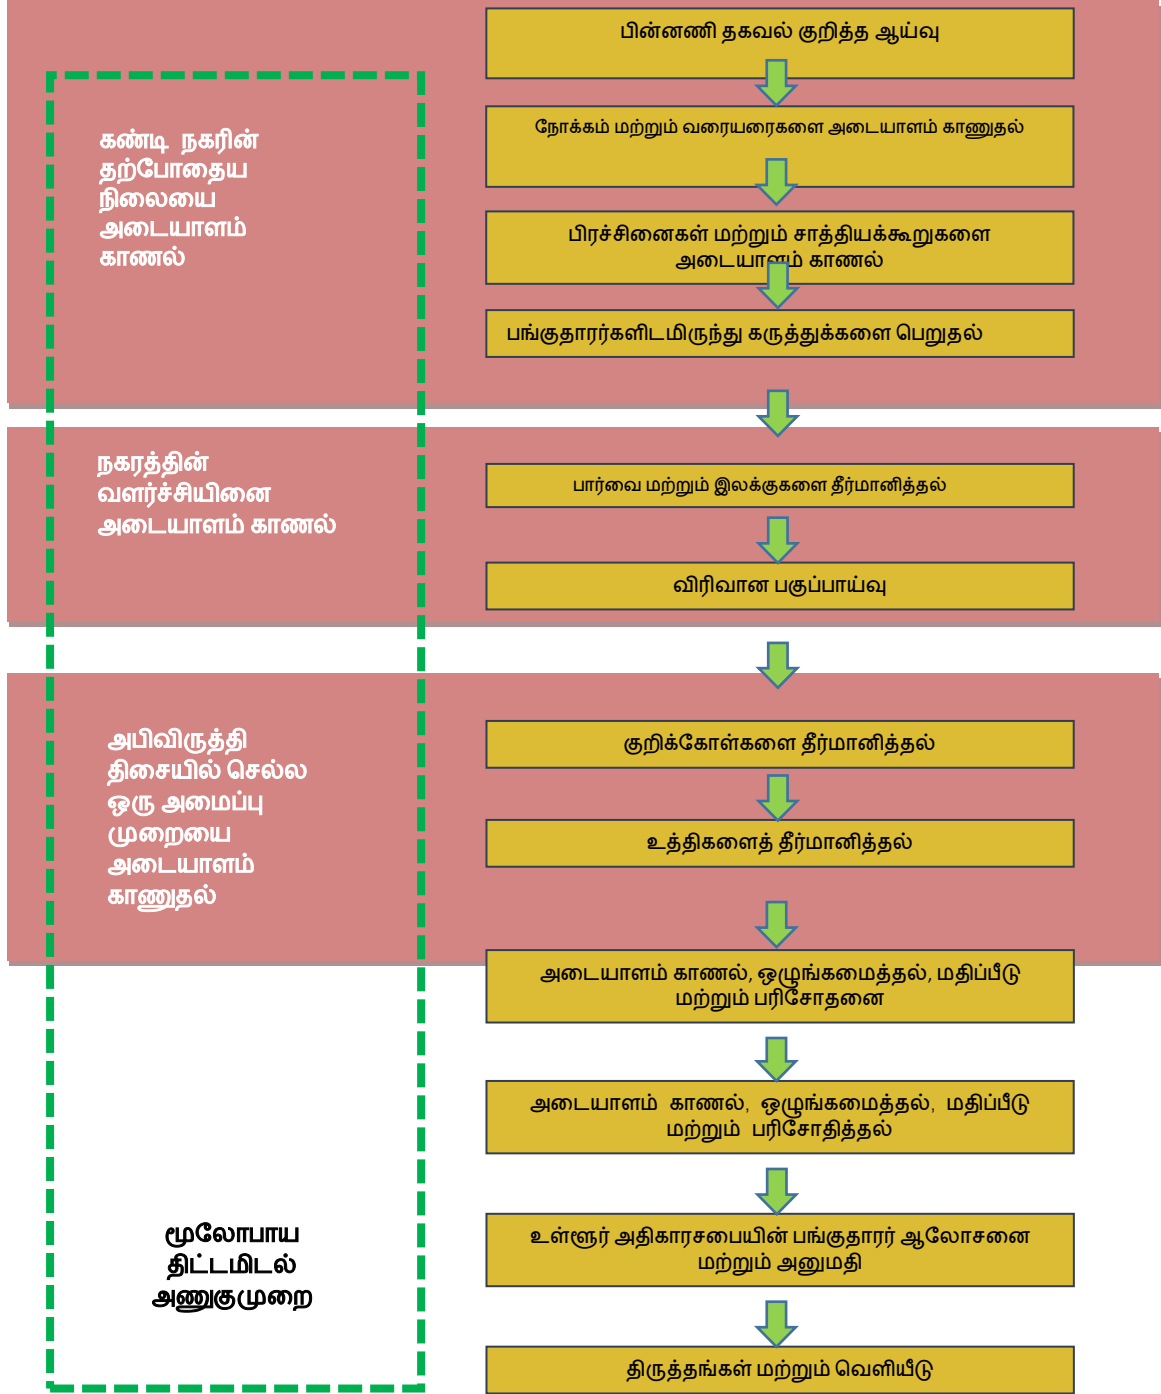 பின்னணி தகவல் குறித்த ஆய்வு
நோக்கம் மற்றும் வரையரைகளை அடையாளம் காணுதல்
கண்டி நகரின்
தற்போதைய
நிலையை
அடையாளம்
காணல்
பிரச்சினைகள் மற்றும் சாத்தியக்கூறுகளை
அடையாளம் காணல்
பங்குதாரர்களிடமிருந்து கருத்துக்களை பெறுதல்
நகரத்தின்
வளர்ச்சியினை
அடையாளம் காணல்
பார்வை மற்றும் இலக்குகளை தீர்மானித்தல்
விரிவான பகுப்பாய்வு
அபிவிருத்தி
திசையில் செல்ல
ஒரு அமைப்பு
முறையை
அடையாளம்
காணுதல்
குறிக்கோள்களை தீர்மானித்தல்
உத்திகளைத் தீர்மானித்தல்
அடையாளம் காணல், ஒழுங்கமைத்தல், மதிப்பீடு
மற்றும் பரிசோதனை
அடையாளம் காணல், ஒழுங்கமைத்தல், மதிப்பீடு
மற்றும் பரிசோதித்தல்
மூலோபாய
திட்டமிடல்
அணுகுமுறை
உள்ளூர் அதிகாரசபையின் பங்குதாரர் ஆலோசனை
மற்றும் அனுமதி
திருத்தங்கள் மற்றும் வெளியீடு